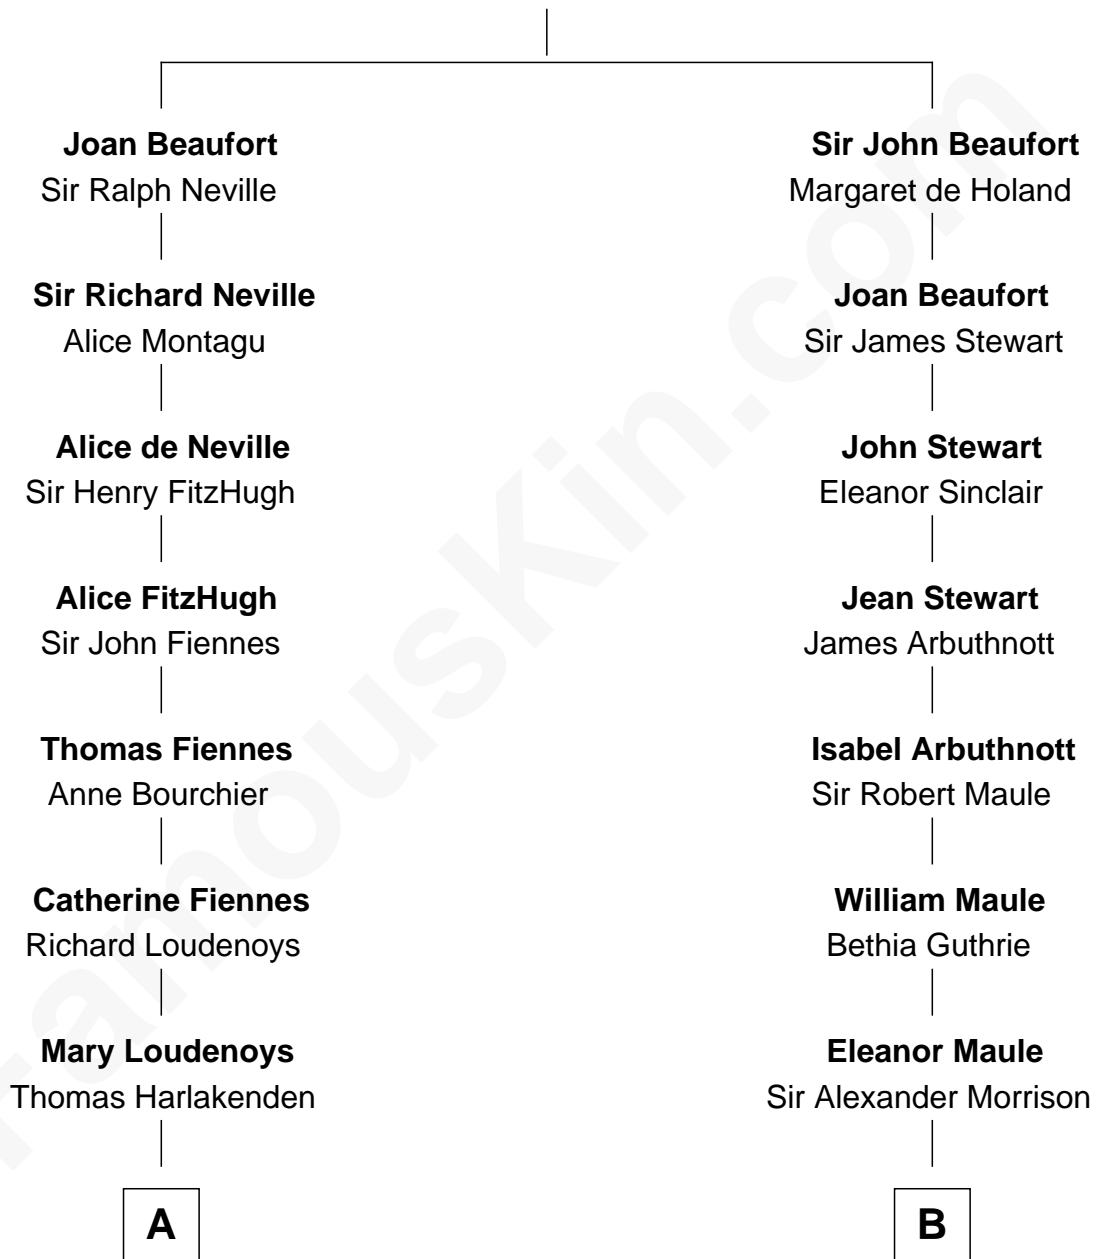 Joan Beaufort
Sir Ralph Neville
Sir Richard Neville
Alice Montagu
Alice de Neville
Sir Henry FitzHugh
Alice FitzHugh
Sir John Fiennes
Thomas Fiennes
Anne Bourchier
Catherine Fiennes
Richard Loudenoys
Mary Loudenoys
Thomas Harlakenden
A
Sir John Beaufort
Margaret de Holand
Joan Beaufort
Sir James Stewart
John Stewart
Eleanor Sinclair
Jean Stewart
James Arbuthnott
Isabel Arbuthnott
Sir Robert Maule
William Maule
Bethia Guthrie
Eleanor Maule
Sir Alexander Morrison
B
FamousKin.com